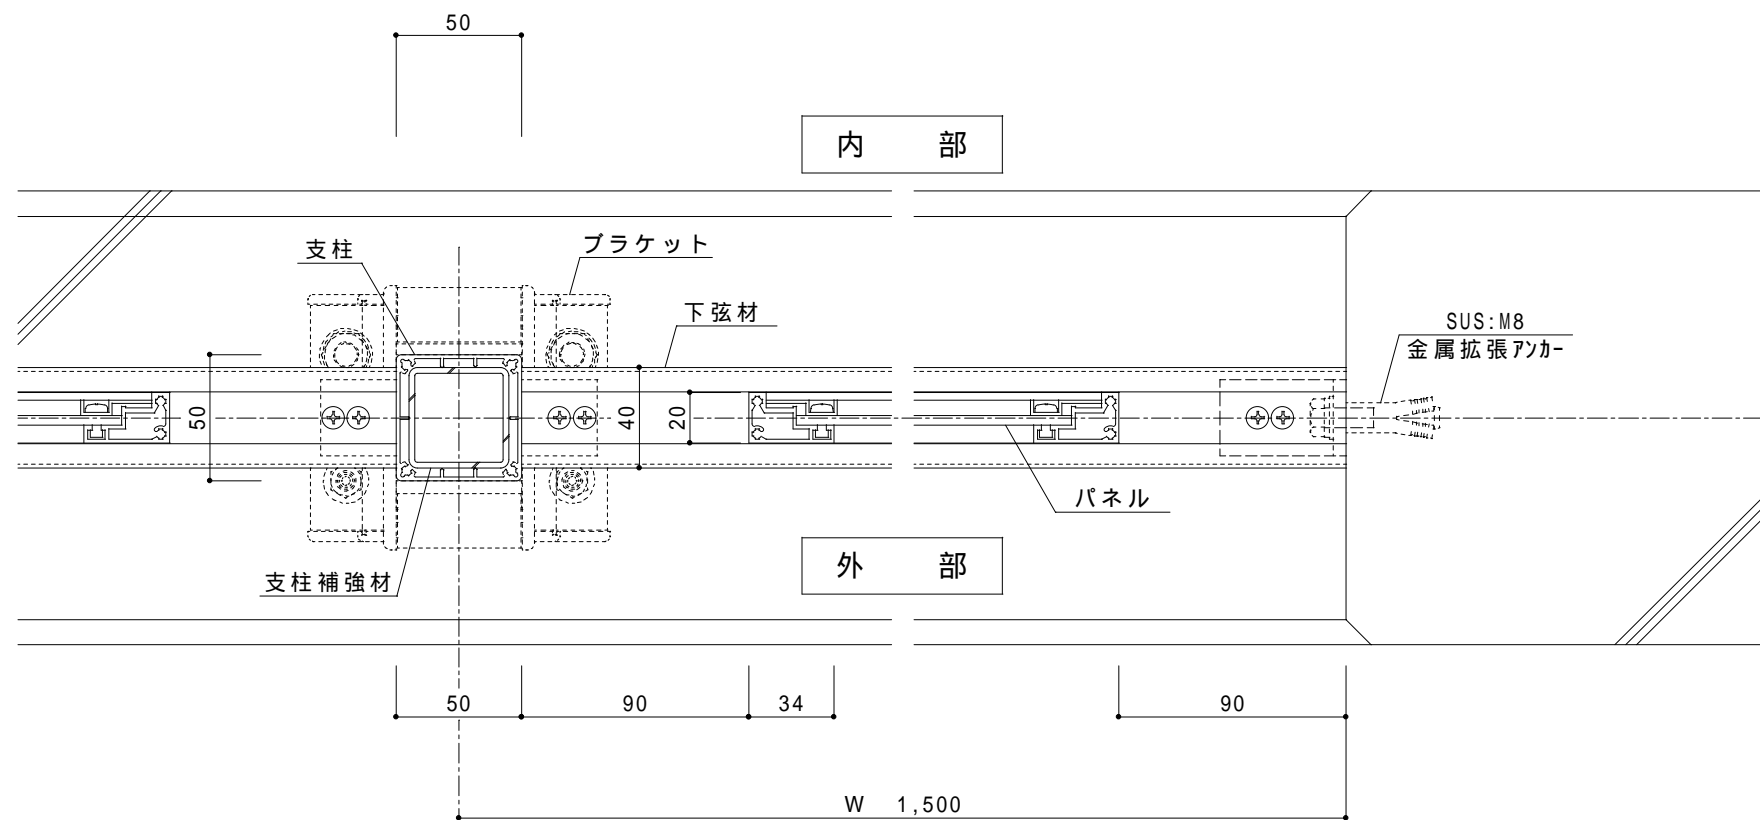 50
内 部
支柱
ブラケット
下弦材
SUS:M8
金属拡張アンカー
50
40
20
パネル
外 部
支柱補強材
50
90
34
90
W 1,500